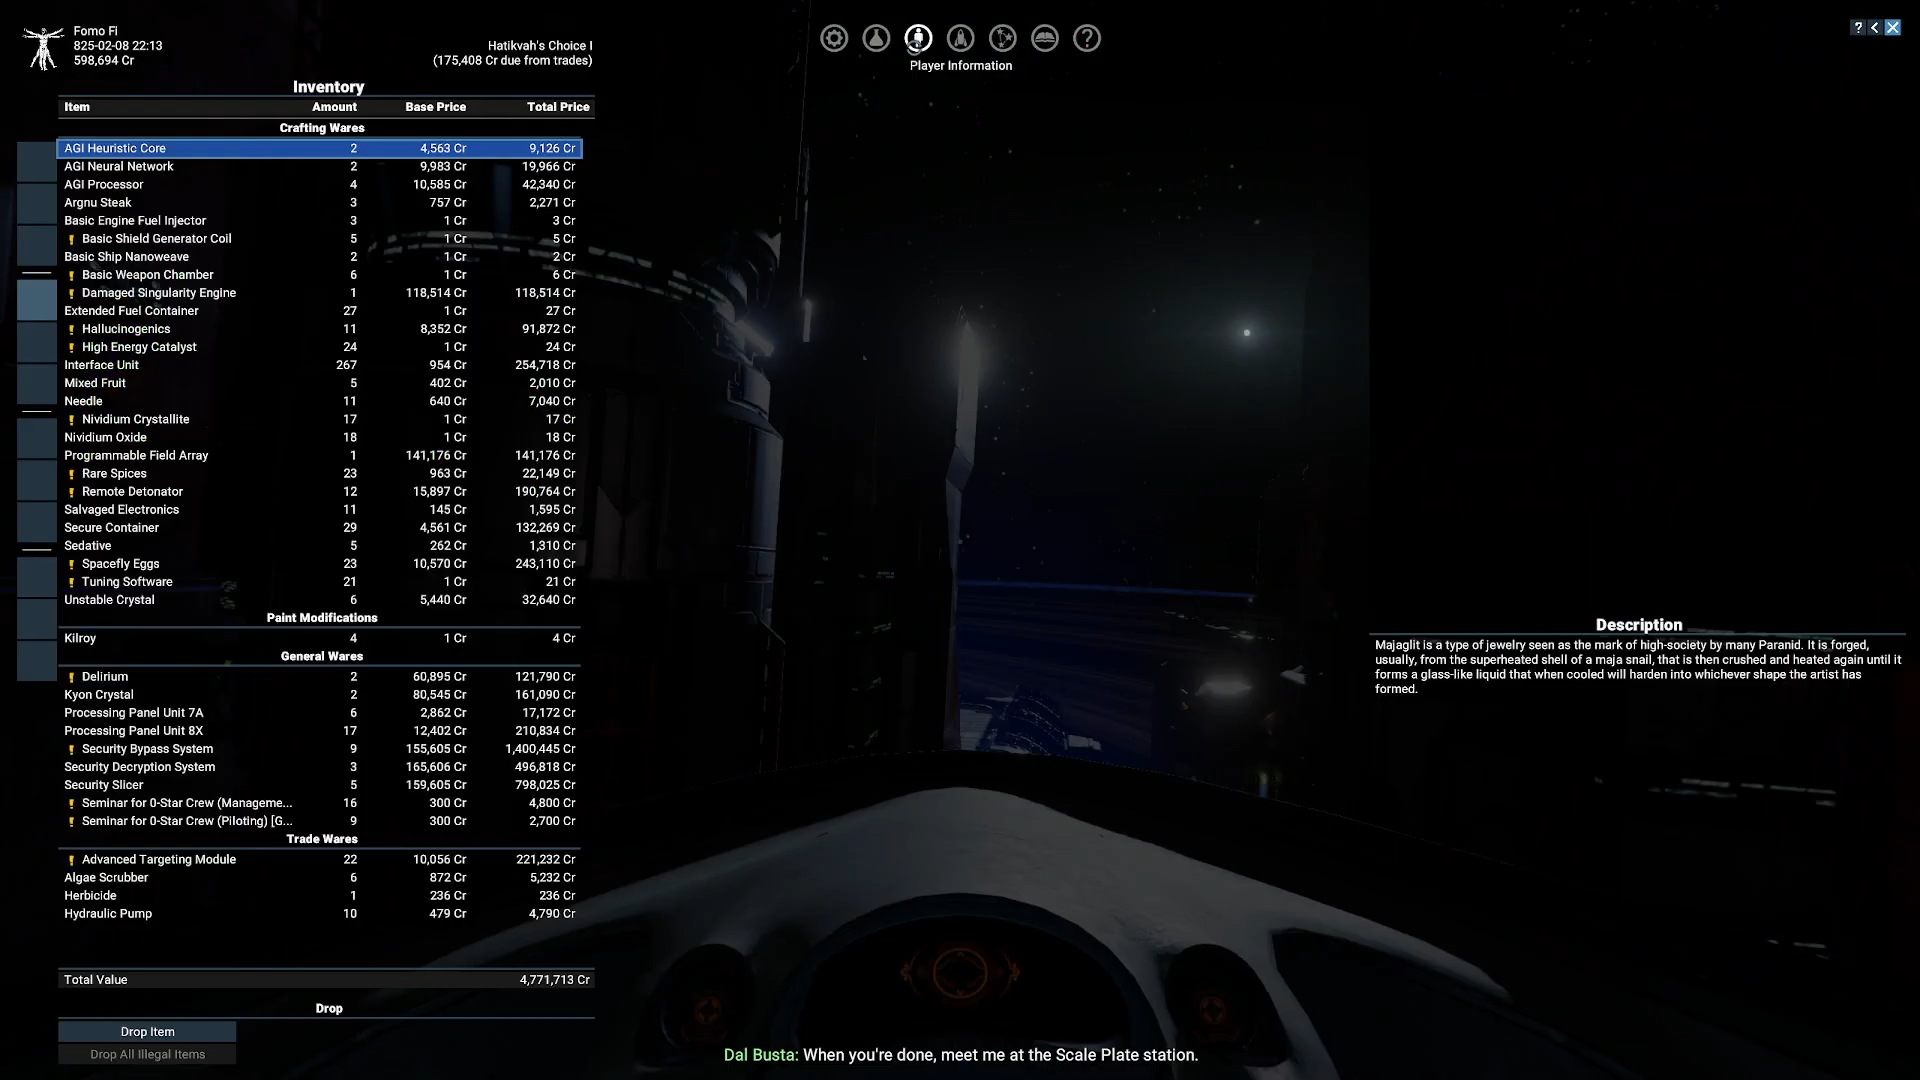 Fomo Fi
825-02-08 22:13
598,694 Cr
Hatikvah's Choice I
(175,408 Cr due from trades)
Player Information
?
? <
Inventory
Item Amount Base Price Total Price
Crafting Wares
AGI Heuristic Core 2 4,563 Cr 9,126 Cr
AGI Neural Network 2 9,983 Cr 19,966 Cr
AGI Processor 4 10,585 Cr 42,340 Cr
Argnu Steak 3 757 Cr 2,271 Cr
Basic Engine Fuel Injector 3 1 Cr 3 Cr
! Basic Shield Generator Coil 5 1 Cr 5 Cr
Basic Ship Nanoweave 2 1 Cr 2 Cr
! Basic Weapon Chamber 6 1 Cr 6 Cr
! Damaged Singularity Engine 1 118,514 Cr 118,514 Cr
Extended Fuel Container 27 1 Cr 27 Cr
! Hallucinogenics 11 8,352 Cr 91,872 Cr
! High Energy Catalyst 24 1 Cr 24 Cr
Interface Unit 267 954 Cr 254,718 Cr
Mixed Fruit 5 402 Cr 2,010 Cr
Needle 11 640 Cr 7,040 Cr
! Nividium Crystallite 17 1 Cr 17 Cr
Nividium Oxide 18 1 Cr 18 Cr
Programmable Field Array 1 141,176 Cr 141,176 Cr
! Rare Spices 23 963 Cr 22,149 Cr
! Remote Detonator 12 15,897 Cr 190,764 Cr
Salvaged Electronics 11 145 Cr 1,595 Cr
Secure Container 29 4,561 Cr 132,269 Cr
Sedative 5 262 Cr 1,310 Cr
! Spacefly Eggs 23 10,570 Cr 243,110 Cr
! Tuning Software 21 1 Cr 21 Cr
Unstable Crystal 6 5,440 Cr 32,640 Cr
Paint Modifications
Kilroy 4 1 Cr 4 Cr
General Wares
! Delirium 2 60,895 Cr 121,790 Cr
Kyon Crystal 2 80,545 Cr 161,090 Cr
Processing Panel Unit 7A 6 2,862 Cr 17,172 Cr
Processing Panel Unit 8X 17 12,402 Cr 210,834 Cr
! Security Bypass System 9 155,605 Cr 1,400,445 Cr
Security Decryption System 3 165,606 Cr 496,818 Cr
Security Slicer 5 159,605 Cr 798,025 Cr
! Seminar for 0-Star Crew (Manageme... 16 300 Cr 4,800 Cr
! Seminar for 0-Star Crew (Piloting) [G... 9 300 Cr 2,700 Cr
Trade Wares
! Advanced Targeting Module 22 10,056 Cr 221,232 Cr
Algae Scrubber 6 872 Cr 5,232 Cr
Herbicide 1 236 Cr 236 Cr
Hydraulic Pump 10 479 Cr 4,790 Cr
Total Value 4,771,713 Cr
Drop
Drop Item
Drop All Illegal Items
Description
Majaglit is a type of jewelry seen as the mark of high-society by many Paranid. It is forged,
usually, from the superheated shell of a maja snail, that is then crushed and heated again until it
forms a glass-like liquid that when cooled will harden into whichever shape the artist has
formed.
Dal Busta: When you're done, meet me at the Scale Plate station.